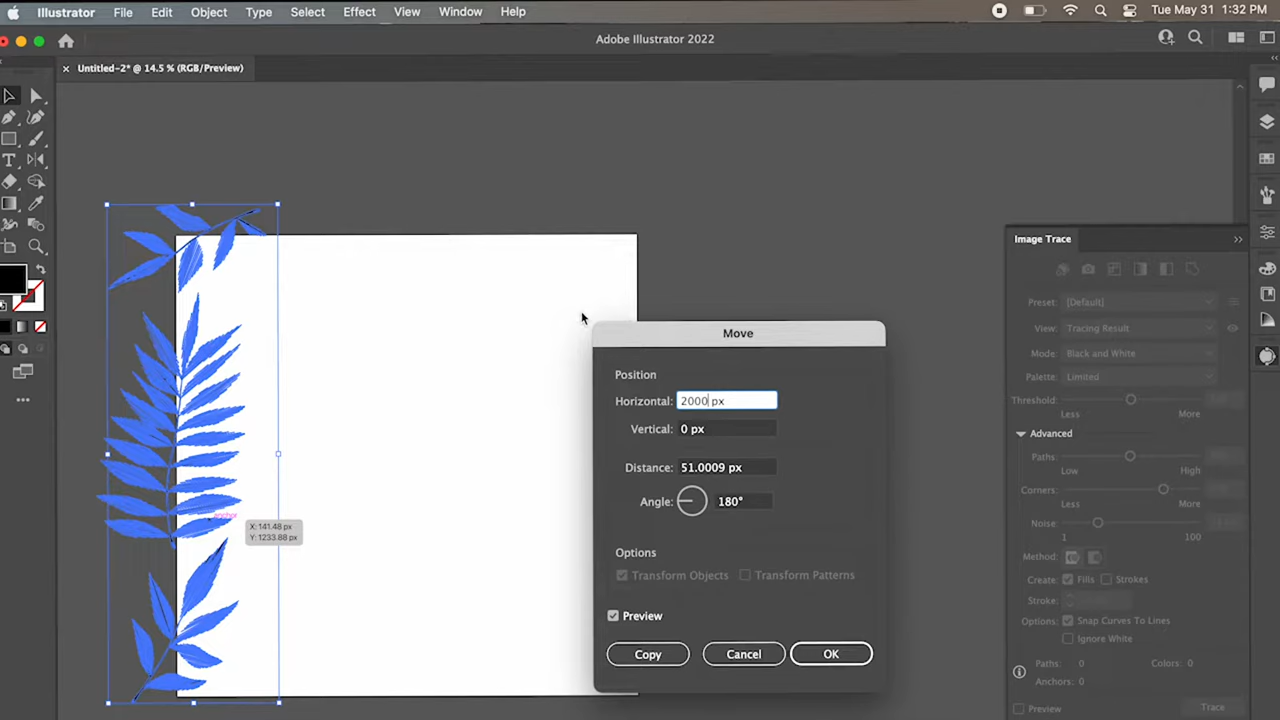 Illustrator File Edit Object Type Select Effect View Window Help Tue May 31 1:32 PM
Adobe Illustrator 2022
× Untitled-2* @ 14.5 % (RGB/Preview)
Image Trace
Preset: [Default]
View: Tracing Result
Mode: Black and White
Palette: Limited
Threshold:
Less More
Advanced
Paths:
Low High
Corners:
Less More
Noise:
1 100
Method:
Create: Fills Strokes
Stroke:
Options: Snap Curves To Lines
Ignore White
Paths: 0 Colors: 0
Anchors: 0
Preview Trace
Move
Position
Horizontal: 2000 px
Vertical: 0 px
Distance: 51.0009 px
Angle: 180°
Options
Transform Objects Transform Patterns
Preview
Copy Cancel OK
anchor
X: 141.48 px
Y: 1233.88 px